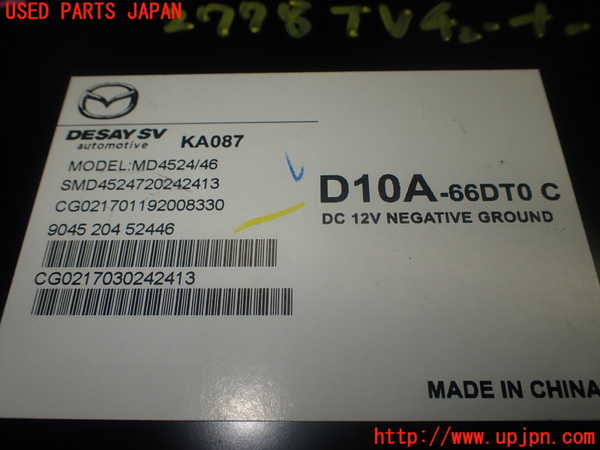 USED PARTS JAPAN
2778 TVチューナー
DESAY SV
automotive
KA087
MODEL:MD4524/46
SMD4524720242413
CG021701192008330
9045 204 52446
CG0217030242413
D10A-66DT0 C
DC 12V NEGATIVE GROUND
MADE IN CHINA
http://www.upjpn.com/